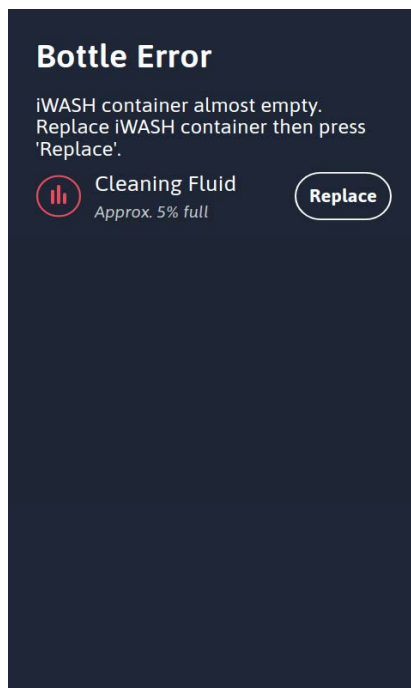 Bottle Error
iWASH container almost empty.
Replace iWASH container then press
'Replace'.
Cleaning Fluid
Approx. 5% full
Replace